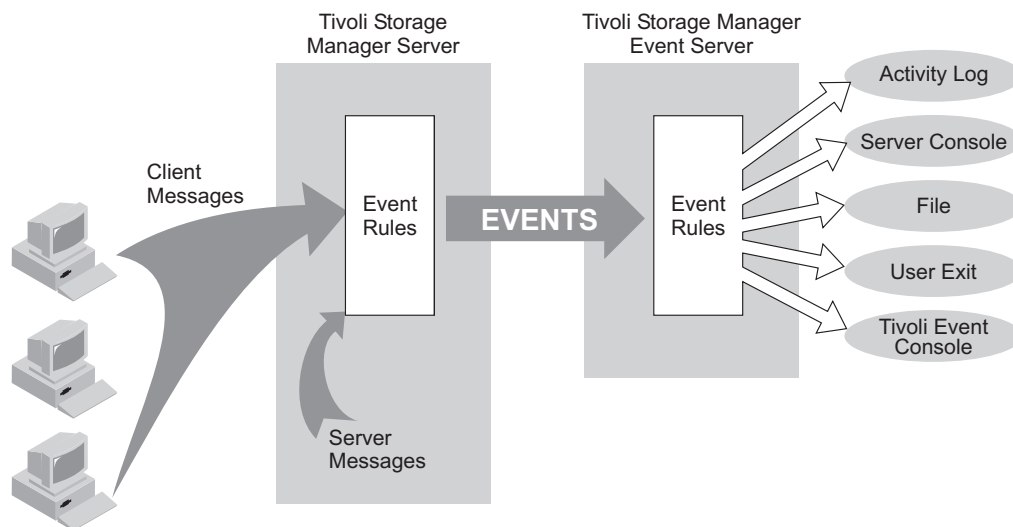 Tivoli Storage
Manager Server
Tivoli Storage Manager
Event Server
Client
Messages
Event
Rules
EVENTS
Event
Rules
Server
Messages
Activity Log
Server Console
File
User Exit
Tivoli Event
Console